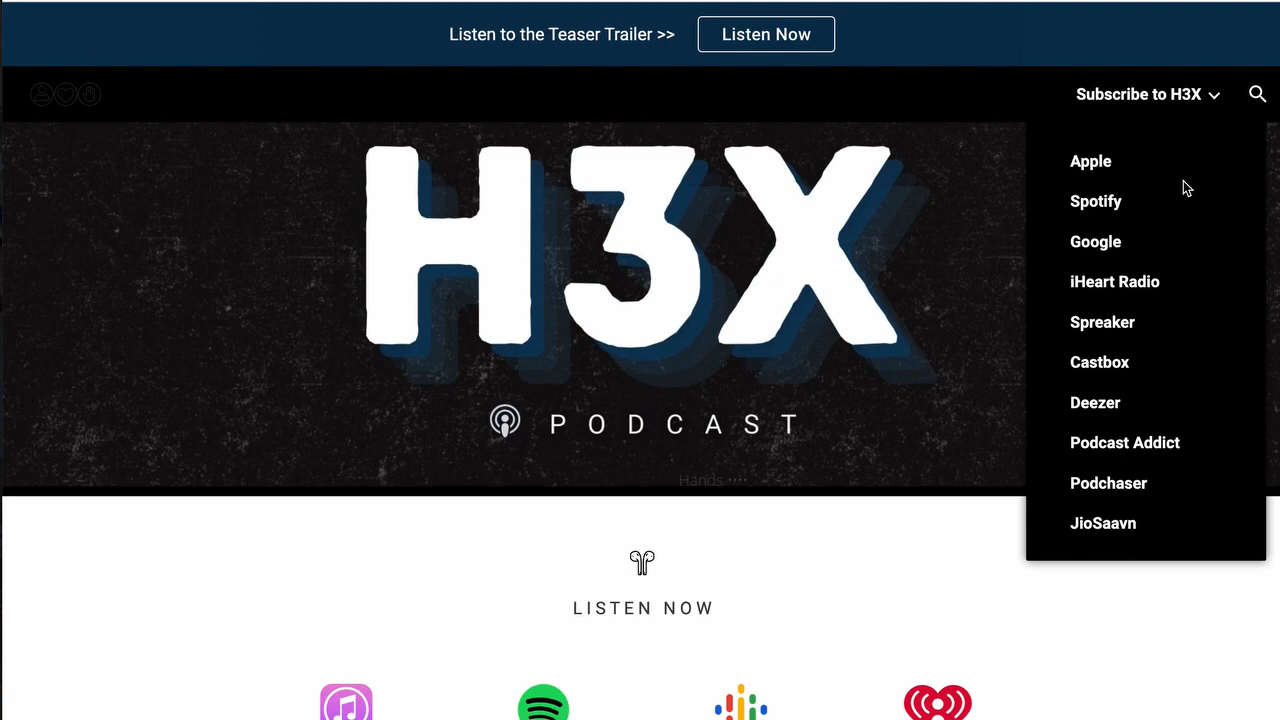 Listen to the Teaser Trailer >> Listen Now
Subscribe to H3X
Apple
Spotify
Google
iHeart Radio
Spreaker
Castbox
Deezer
Podcast Addict
Podchaser
JioSaavn
H3X
PODCAST
Hands ••••
LISTEN NOW